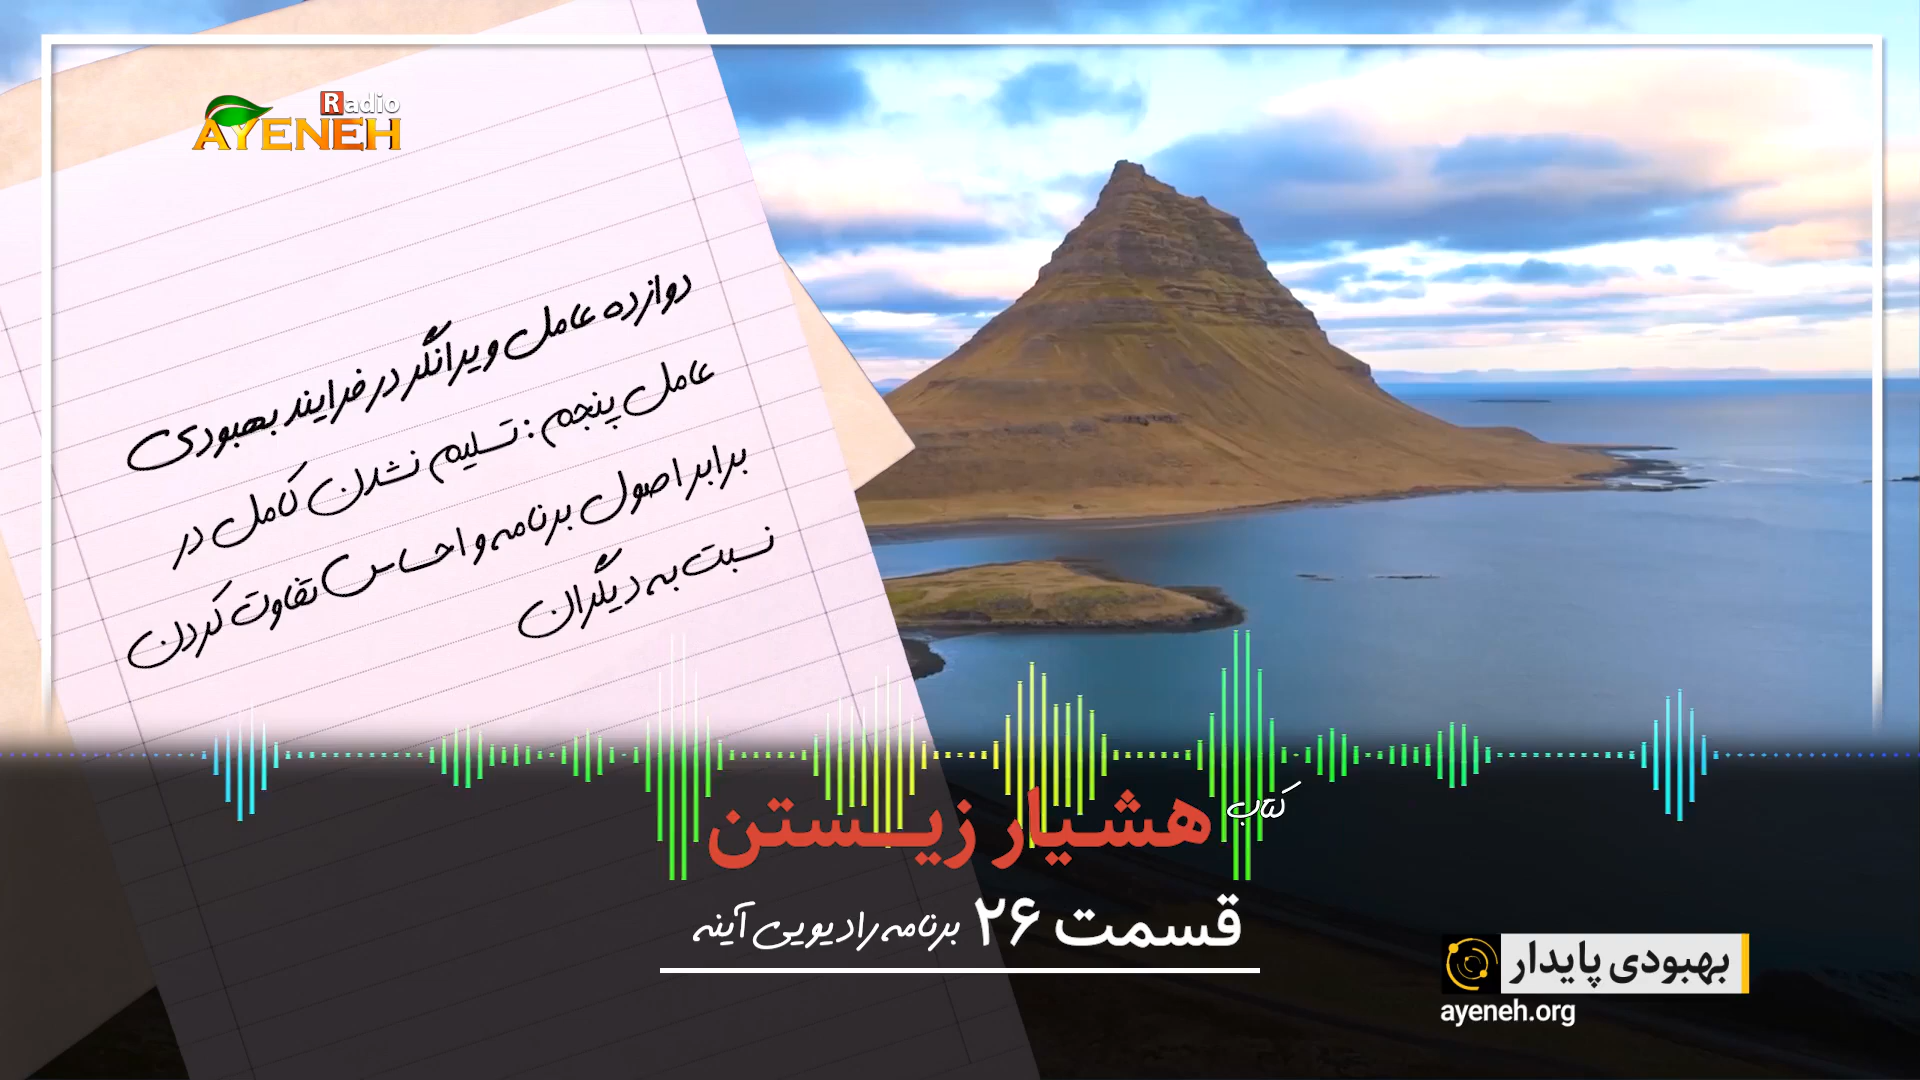 Radio
AYENEH
دوازده عامل ویرانگر در فرایند بهبودی
عامل پنجم : تسلیم نشدن کامل در
برابر اصول برنامه و احساس تفاوت کردن
نسبت به دیگران
کتاب هشیار زیستن
قسمت ۲۶ برنامه رادیویی آینه
بهبودی پایدار
ayeneh.org